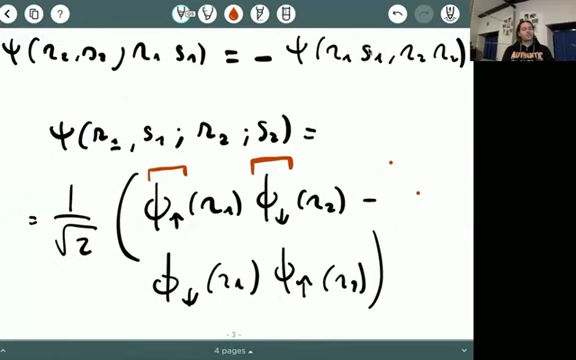 ψ(r₂, s₂, r₁ s₁) = - ψ(r₁ s₁, r₂ r₂)
ψ(r₁, s₁; r₂; s₂) =
= 1/√2 (ϕ↑(r₁) ϕ↓(r₂) -
ϕ↓(r₁) ϕ↑(r₂))
- 3 -
4 pages